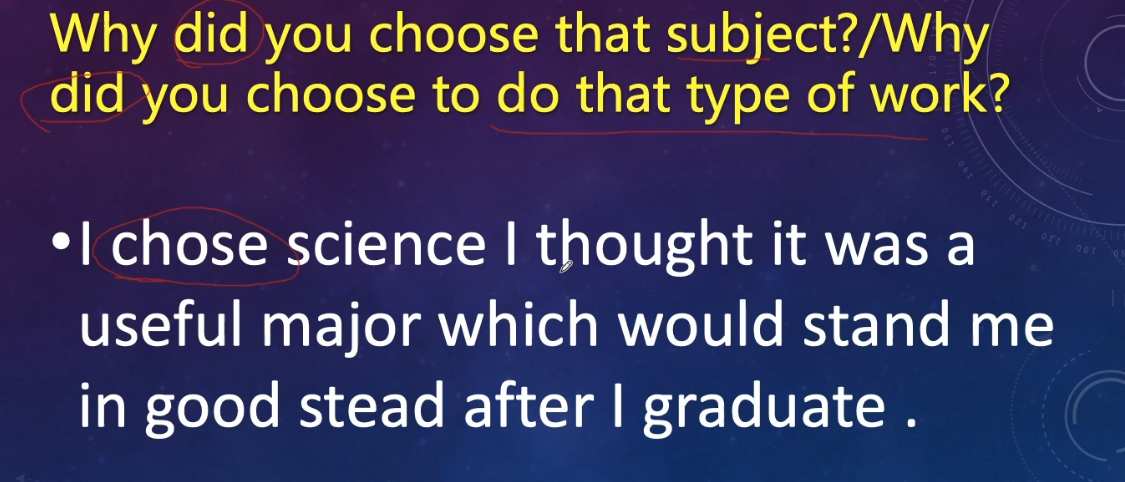 Why did you choose that subject?/Why
did you choose to do that type of work?
•I chose science I thought it was a
useful major which would stand me
in good stead after I graduate .